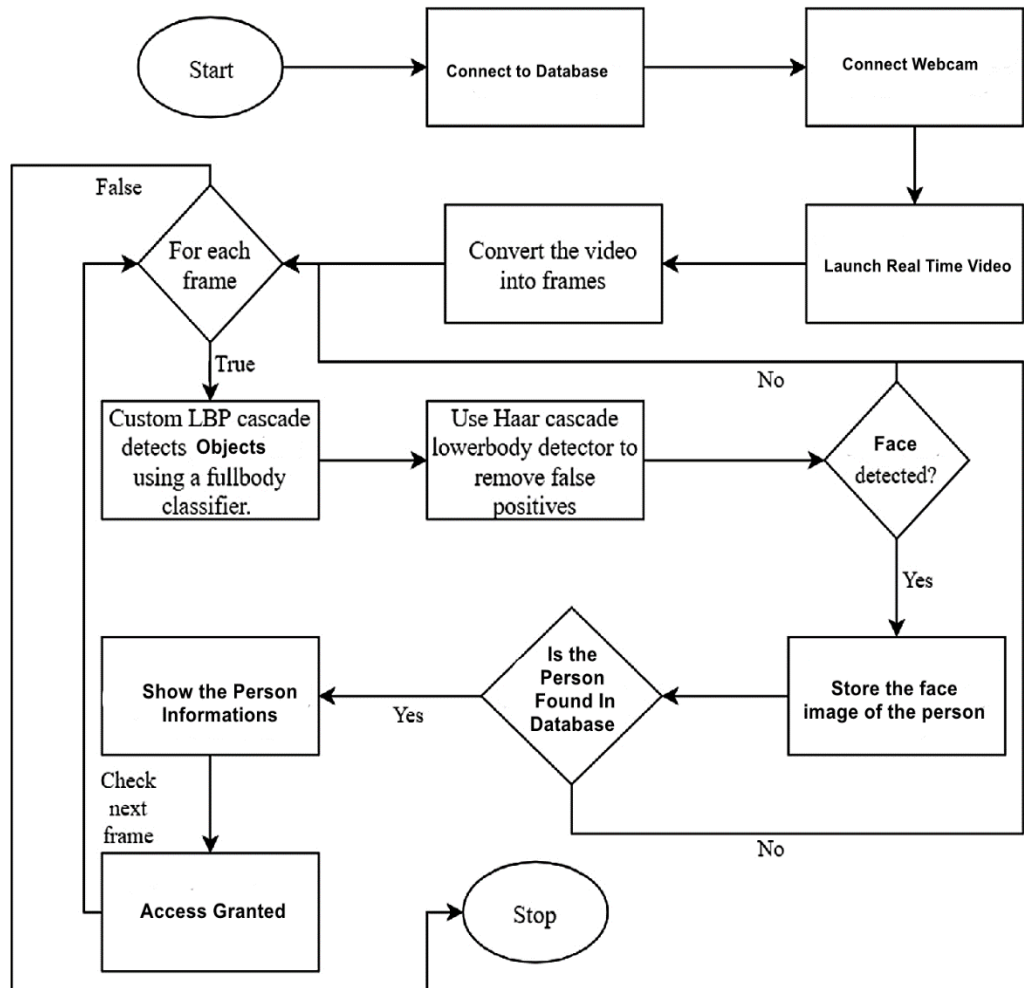 Start
Connect to Database
Connect Webcam
False
For each
frame
Convert the video
into frames
Launch Real Time Video
True
No
Custom LBP cascade
detects Objects
using a fullbody
classifier.
Use Haar cascade
lowerbody detector to
remove false
positives
Face
detected?
Yes
Show the Person
Informations
Yes
Is the
Person
Found In
Database
Store the face
image of the person
Check
next
frame
No
Access Granted
Stop